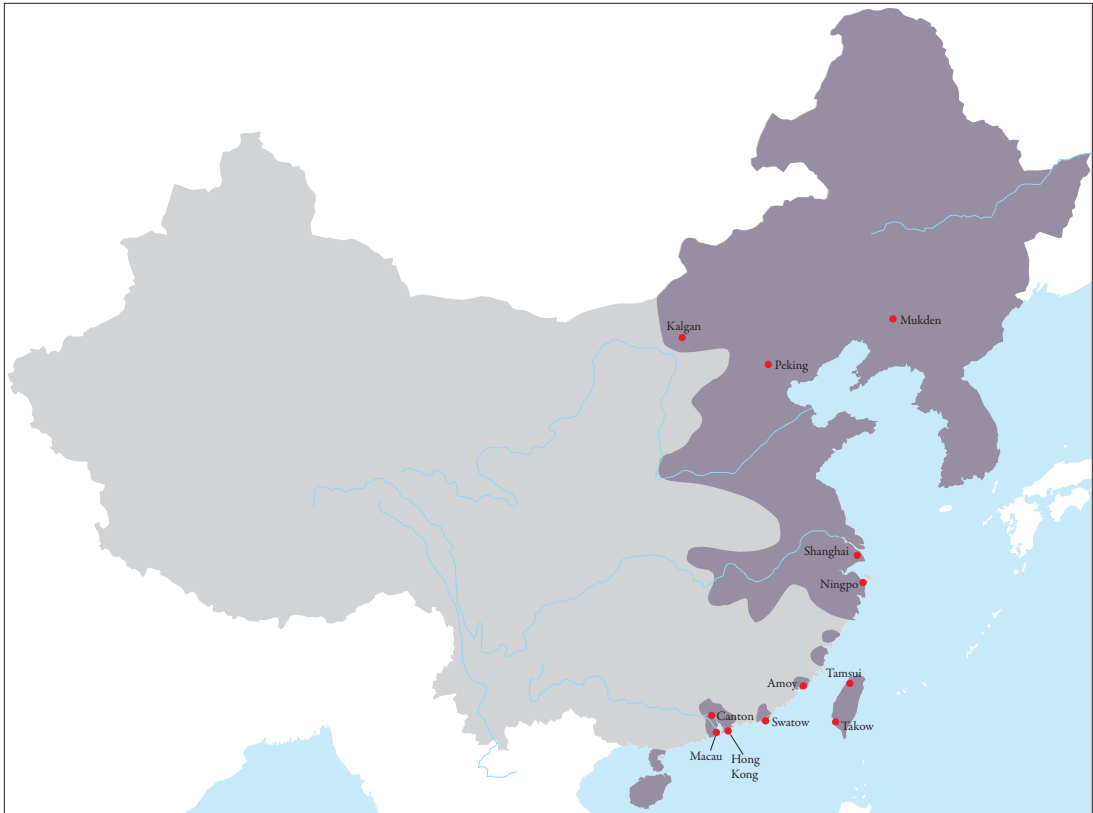 Mukden
Kalgan
Peking
Shanghai
Ningpo
Tamsui
Amoy
Canton
Swatow
Takow
Macau
Hong
Kong